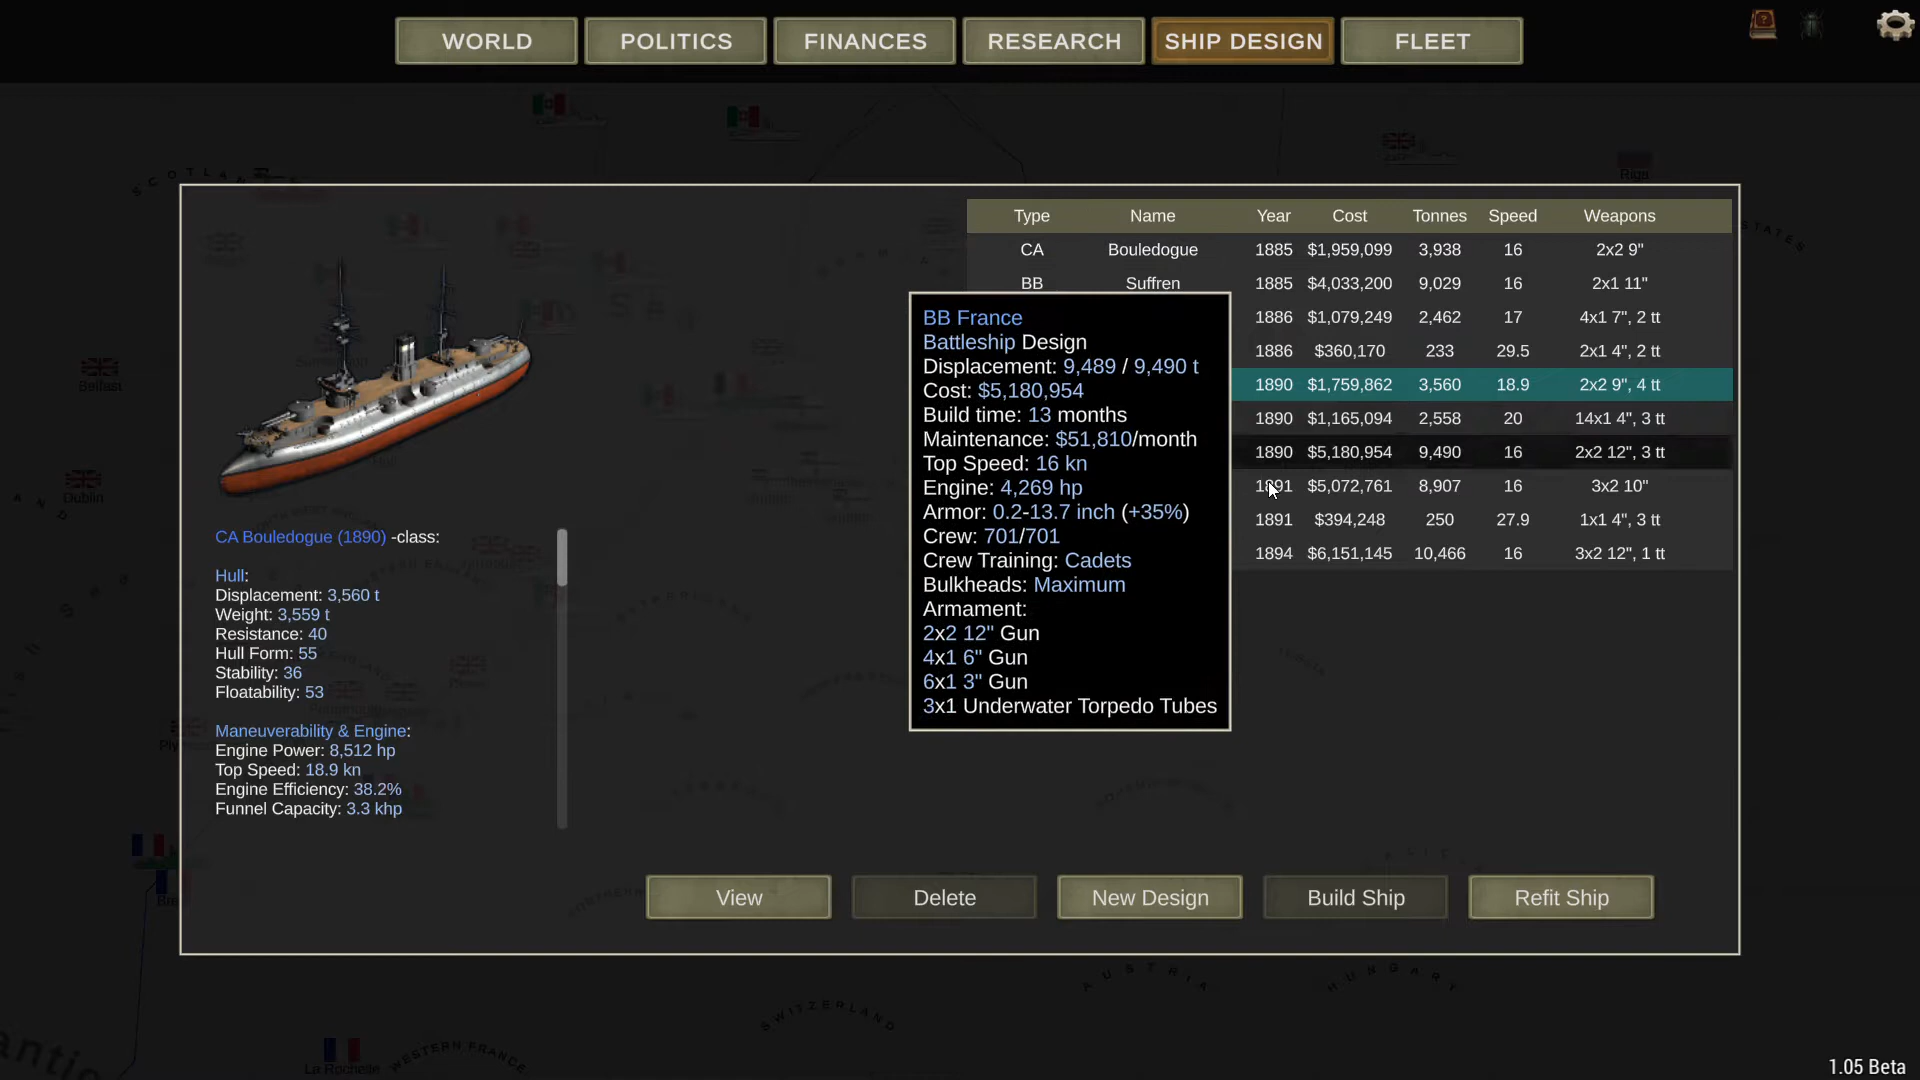 WORLD
POLITICS
FINANCES
RESEARCH
SHIP DESIGN
FLEET
Riga
Belfast
Dublin
Type Name Year Cost Tonnes Speed Weapons
CA Bouledogue 1885 $1,959,099 3,938 16 2x2 9"
BB Suffren 1885 $4,033,200 9,029 16 2x1 11"
1886 $1,079,249 2,462 17 4x1 7", 2 tt
1886 $360,170 233 29.5 2x1 4", 2 tt
1890 $1,759,862 3,560 18.9 2x2 9", 4 tt
1890 $1,165,094 2,558 20 14x1 4", 3 tt
1890 $5,180,954 9,490 16 2x2 12", 3 tt
1891 $5,072,761 8,907 16 3x2 10"
1891 $394,248 250 27.9 1x1 4", 3 tt
1894 $6,151,145 10,466 16 3x2 12", 1 tt
BB France
Battleship Design
Displacement: 9,489 / 9,490 t
Cost: $5,180,954
Build time: 13 months
Maintenance: $51,810/month
Top Speed: 16 kn
Engine: 4,269 hp
Armor: 0.2-13.7 inch (+35%)
Crew: 701/701
Crew Training: Cadets
Bulkheads: Maximum
Armament:
2x2 12" Gun
4x1 6" Gun
6x1 3" Gun
3x1 Underwater Torpedo Tubes
CA Bouledogue (1890) -class:
Hull:
Displacement: 3,560 t
Weight: 3,559 t
Resistance: 40
Hull Form: 55
Stability: 36
Floatability: 53
Maneuverability & Engine:
Engine Power: 8,512 hp
Top Speed: 18.9 kn
Engine Efficiency: 38.2%
Funnel Capacity: 3.3 khp
View
Delete
New Design
Build Ship
Refit Ship
AUSTRIA
HUNGARY
SWITZERLAND
WESTERN FRANCE
La Rochelle
1.05 Beta